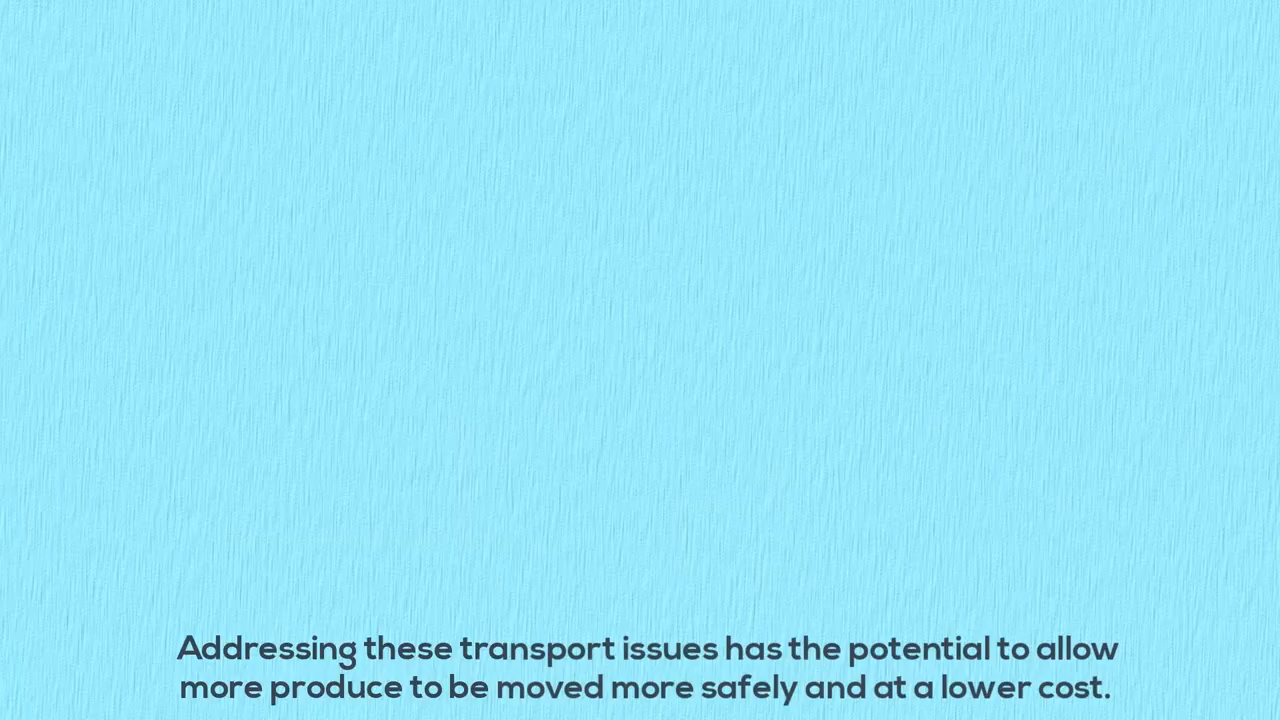 Addressing these transport issues has the potential to allow
more produce to be moved more safely and at a lower cost.